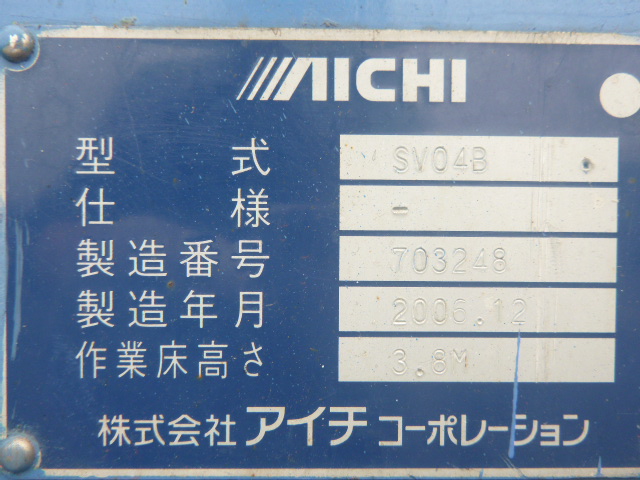 AICHI
型式 SV04B
仕様 -
製造番号 703248
製造年月 2006.12
作業床高さ 3.8M
株式会社アイチコーポレーション